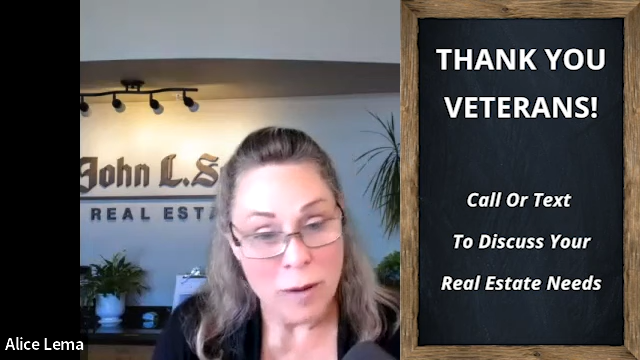 John L. S
REAL ESTA
THANK YOU
VETERANS!
Call Or Text
To Discuss Your
Real Estate Needs
Alice Lema